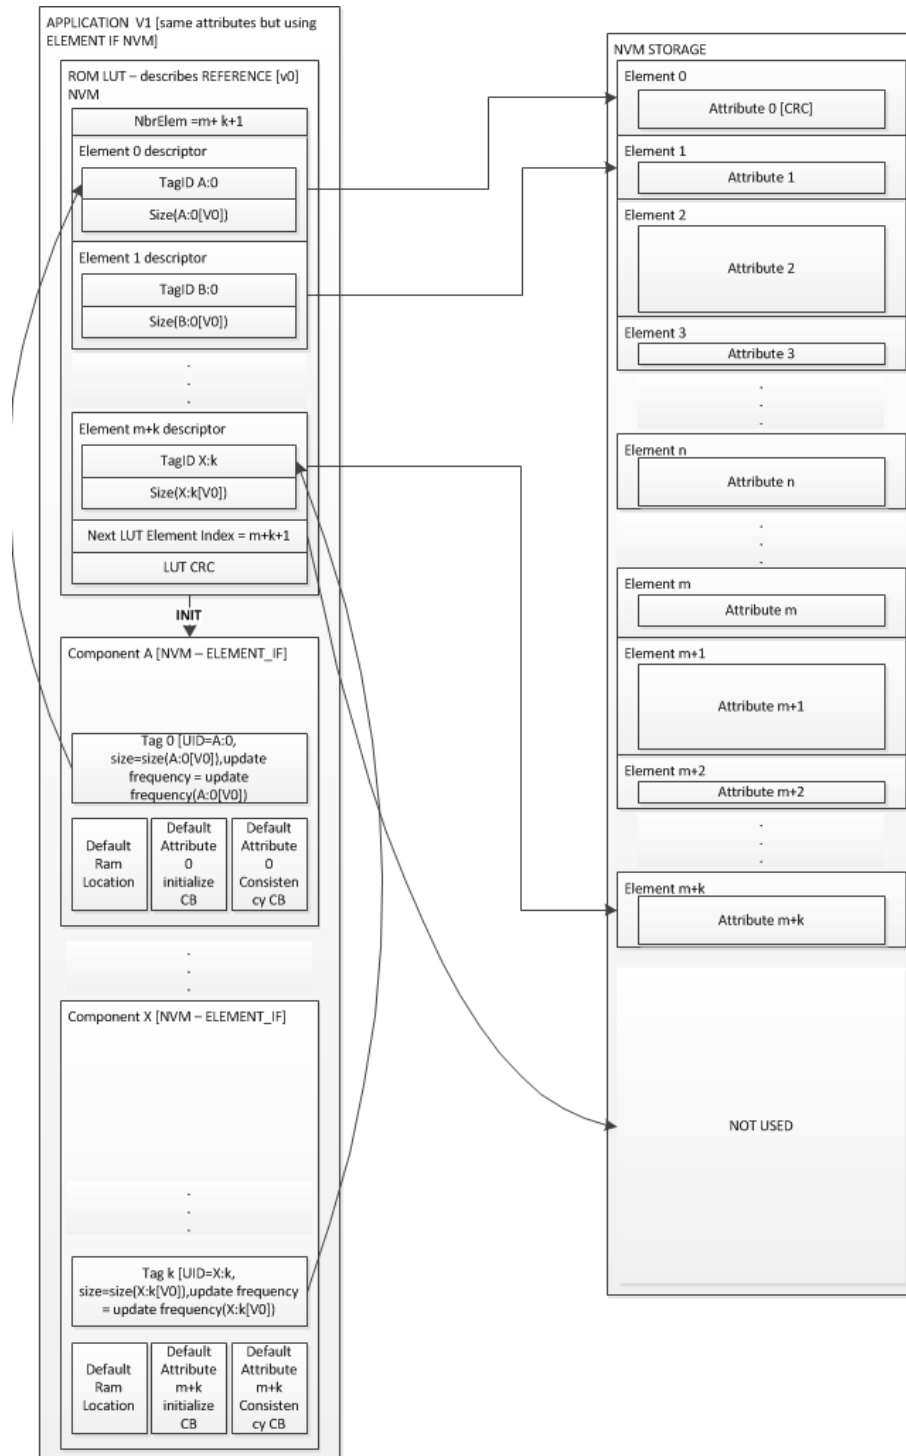 APPLICATION V1 [same attributes but using
ELEMENT IF NVM]
ROM LUT – describes REFERENCE [v0]
NVM
NbrElem =m+ k+1
Element 0 descriptor
TagID A:0
Size(A:0[V0])
Element 1 descriptor
TagID B:0
Size(B:0[V0])
.
.
.
Element m+k descriptor
TagID X:k
Size(X:k[V0])
Next LUT Element Index = m+k+1
LUT CRC
INIT
Component A [NVM – ELEMENT_IF]
Tag 0 [UID=A:0,
size=size(A:0[V0]),update
frequency = update
frequency(A:0[V0])
Default
Ram
Location
Default
Attribute
0
initialize
CB
Default
Attribute
0
Consisten
cy CB
.
.
.
Component X [NVM – ELEMENT_IF]
.
.
.
Tag k [UID=X:k,
size=size(X:k[V0]),update frequency
= update frequency(X:k[V0])
Default
Ram
Location
Default
Attribute
m+k
initialize
CB
Default
Attribute
m+k
Consisten
cy CB
NVM STORAGE
Element 0
Attribute 0 [CRC]
Element 1
Attribute 1
Element 2
Attribute 2
Element 3
Attribute 3
.
.
.
Element n
Attribute n
.
.
.
Element m
Attribute m
Element m+1
Attribute m+1
Element m+2
Attribute m+2
.
.
.
Element m+k
Attribute m+k
NOT USED